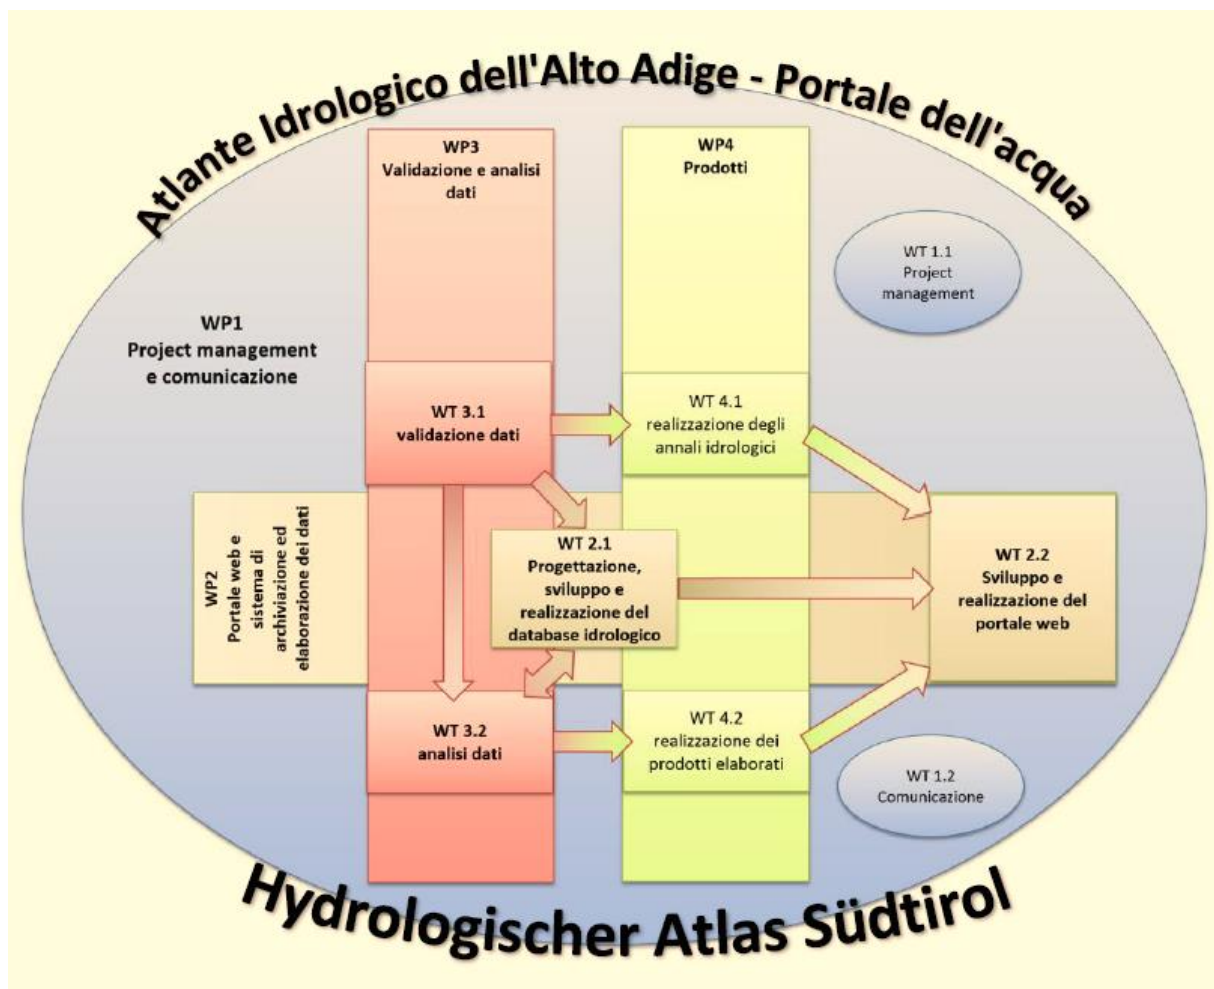 Atlante Idrologico dell'Alto Adige - Portale dell'acqua
WP3
Validazione e analisi
dati
WP4
Prodotti
WT 1.1
Project
management
WP1
Project management
e comunicazione
WT 3.1
validazione dati
WT 4.1
realizzazione degli
annali idrologici
WP2
Portale web e
sistema di
archiviazione ed
elaborazione dei dati
WT 2.1
Progettazione,
sviluppo e
realizzazione del
database idrologico
WT 2.2
Sviluppo e
realizzazione del
portale web
WT 3.2
analisi dati
WT 4.2
realizzazione dei
prodotti elaborati
WT 1.2
Comunicazione
Hydrologischer Atlas Südtirol